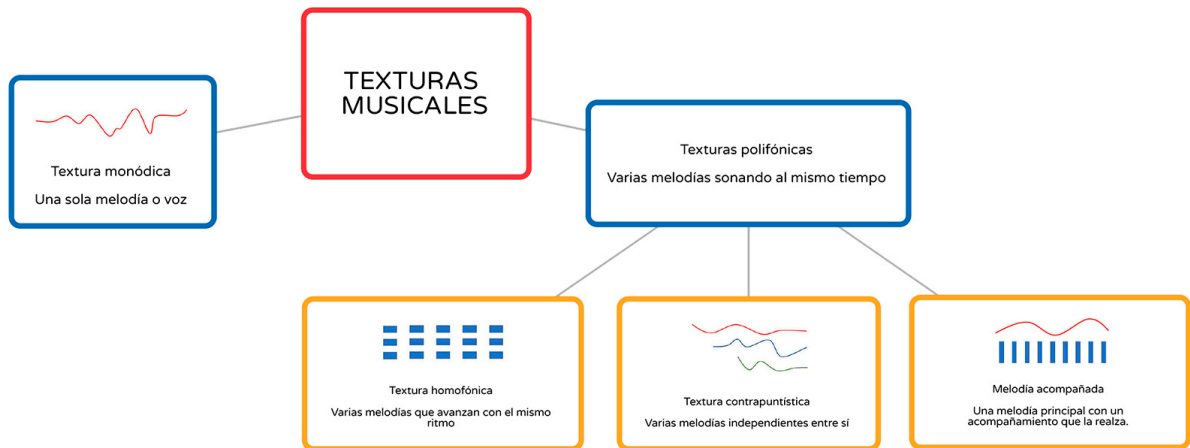 TEXTURAS
MUSICALES
Textura monódica
Una sola melodía o voz
Texturas polifónicas
Varias melodías sonando al mismo tiempo
Textura homofónica
Varias melodías que avanzan con el mismo
ritmo
Textura contrapuntística
Varias melodías independientes entre sí
Melodía acompañada
Una melodía principal con un
acompañamiento que la realza.